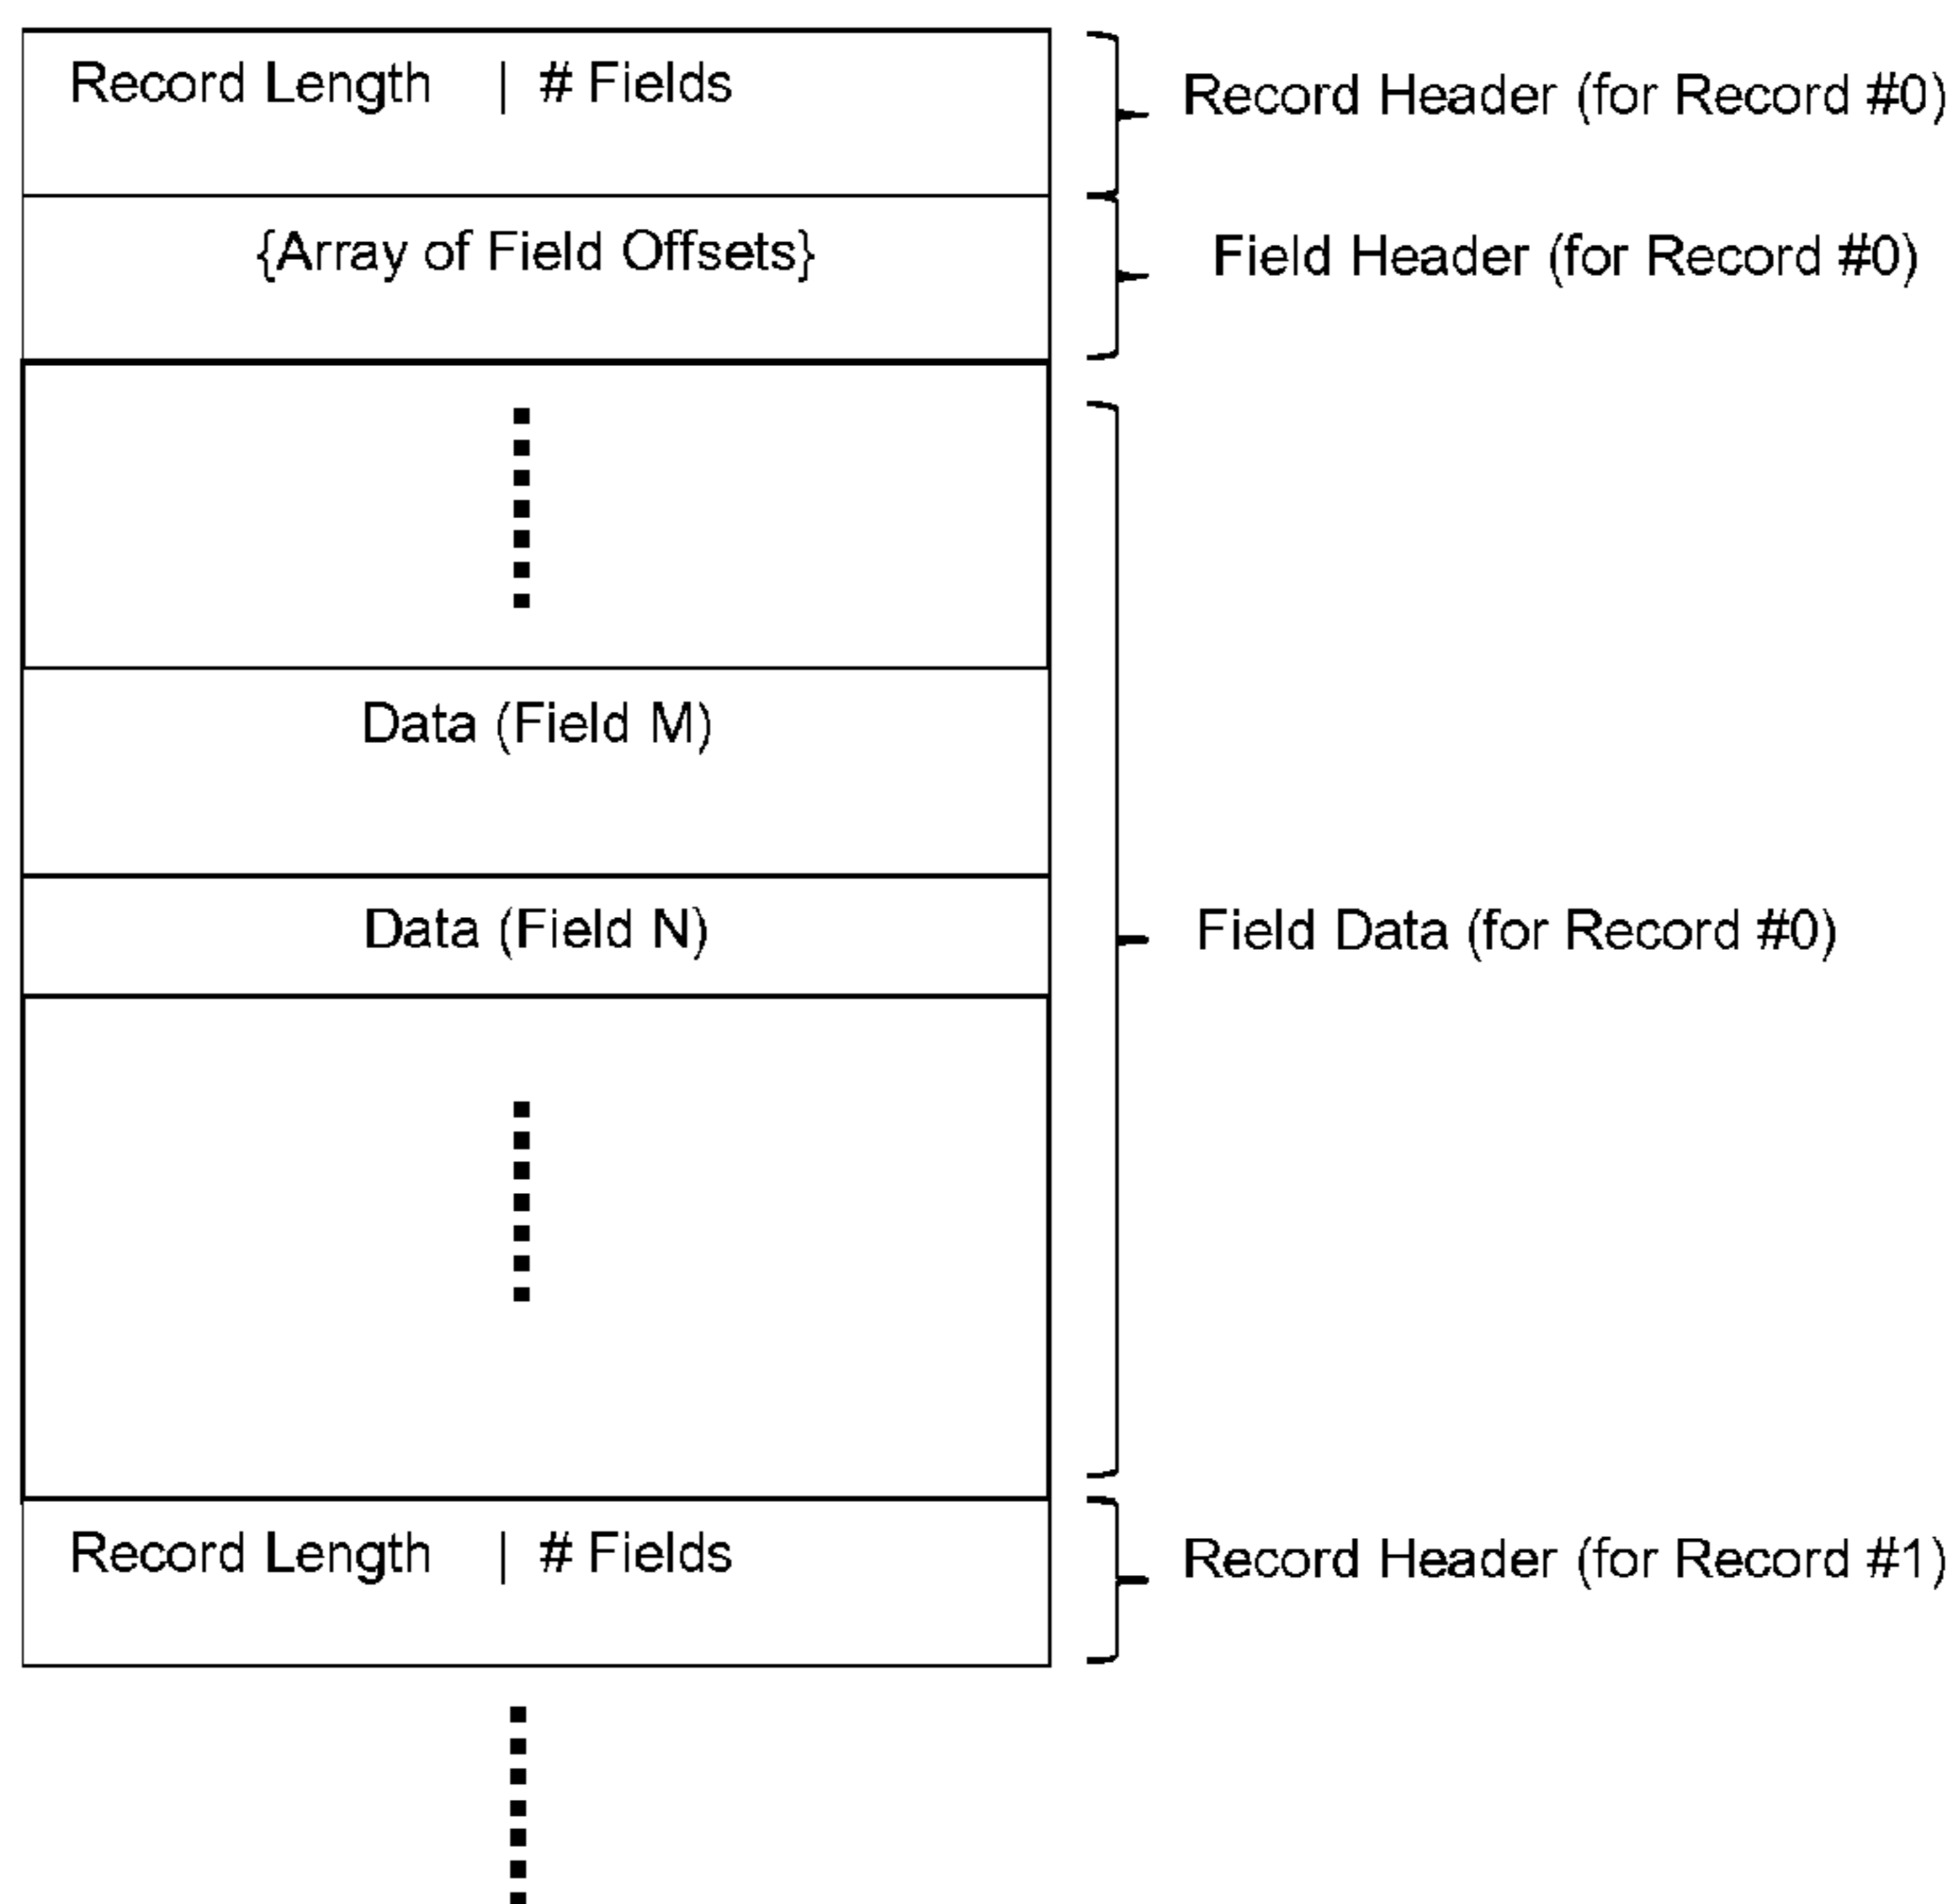 Record Length | # Fields
Record Header (for Record #0)
{Array of Field Offsets}
Field Header (for Record #0)
Data (Field M)
Data (Field N)
Field Data (for Record #0)
Record Length | # Fields
Record Header (for Record #1)